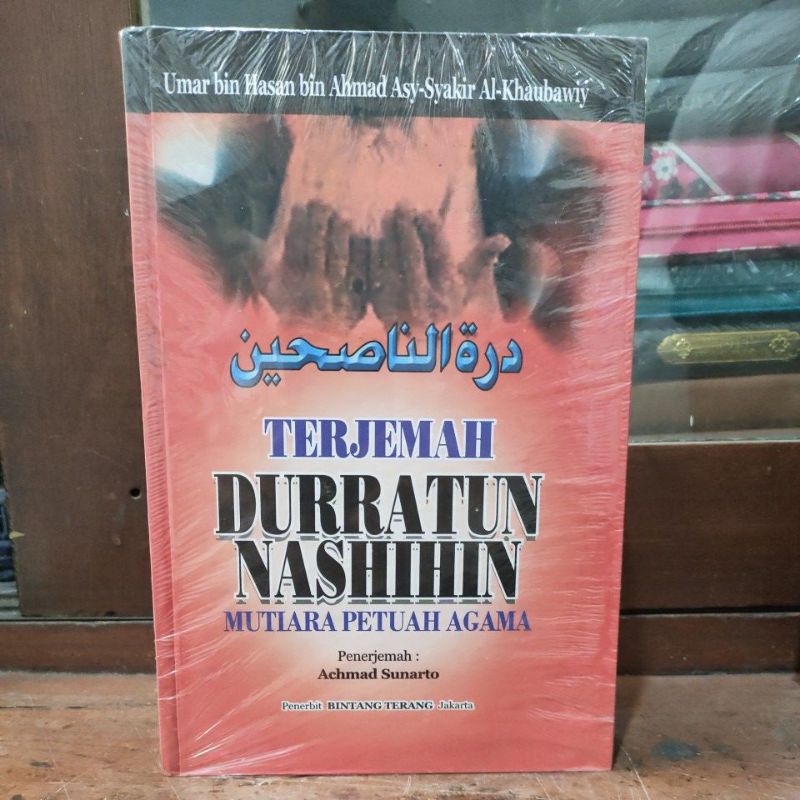 Umar bin Hasan bin Ahmad Asy-Syakir Al-Khaubawiy
درة الناصحين
TERJEMAH
DURRATUN
NASHIHIN
MUTIARA PETUAH AGAMA
Penerjemah :
Achmad Sunarto
Penerbit BINTANG TERANG Jakarta